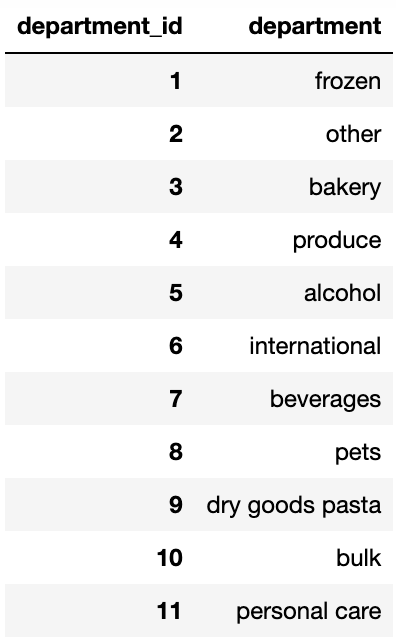 department_id department
1 frozen
2 other
3 bakery
4 produce
5 alcohol
6 international
7 beverages
8 pets
9 dry goods pasta
10 bulk
11 personal care